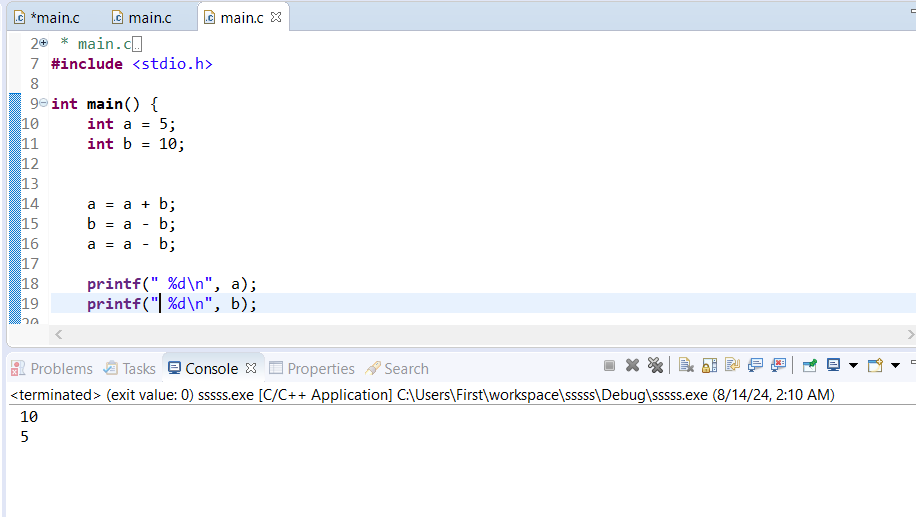 *main.c main.c main.c
2 * main.c
7 #include <stdio.h>
8
9 int main() {
10 int a = 5;
11 int b = 10;
12
13
14 a = a + b;
15 b = a - b;
16 a = a - b;
17
18 printf(" %d\n", a);
19 printf(" %d\n", b);
20
Problems Tasks Console Properties Search
<terminated> (exit value: 0) sssss.exe [C/C++ Application] C:\Users\First\workspace\sssss\Debug\sssss.exe (8/14/24, 2:10 AM)
10
5